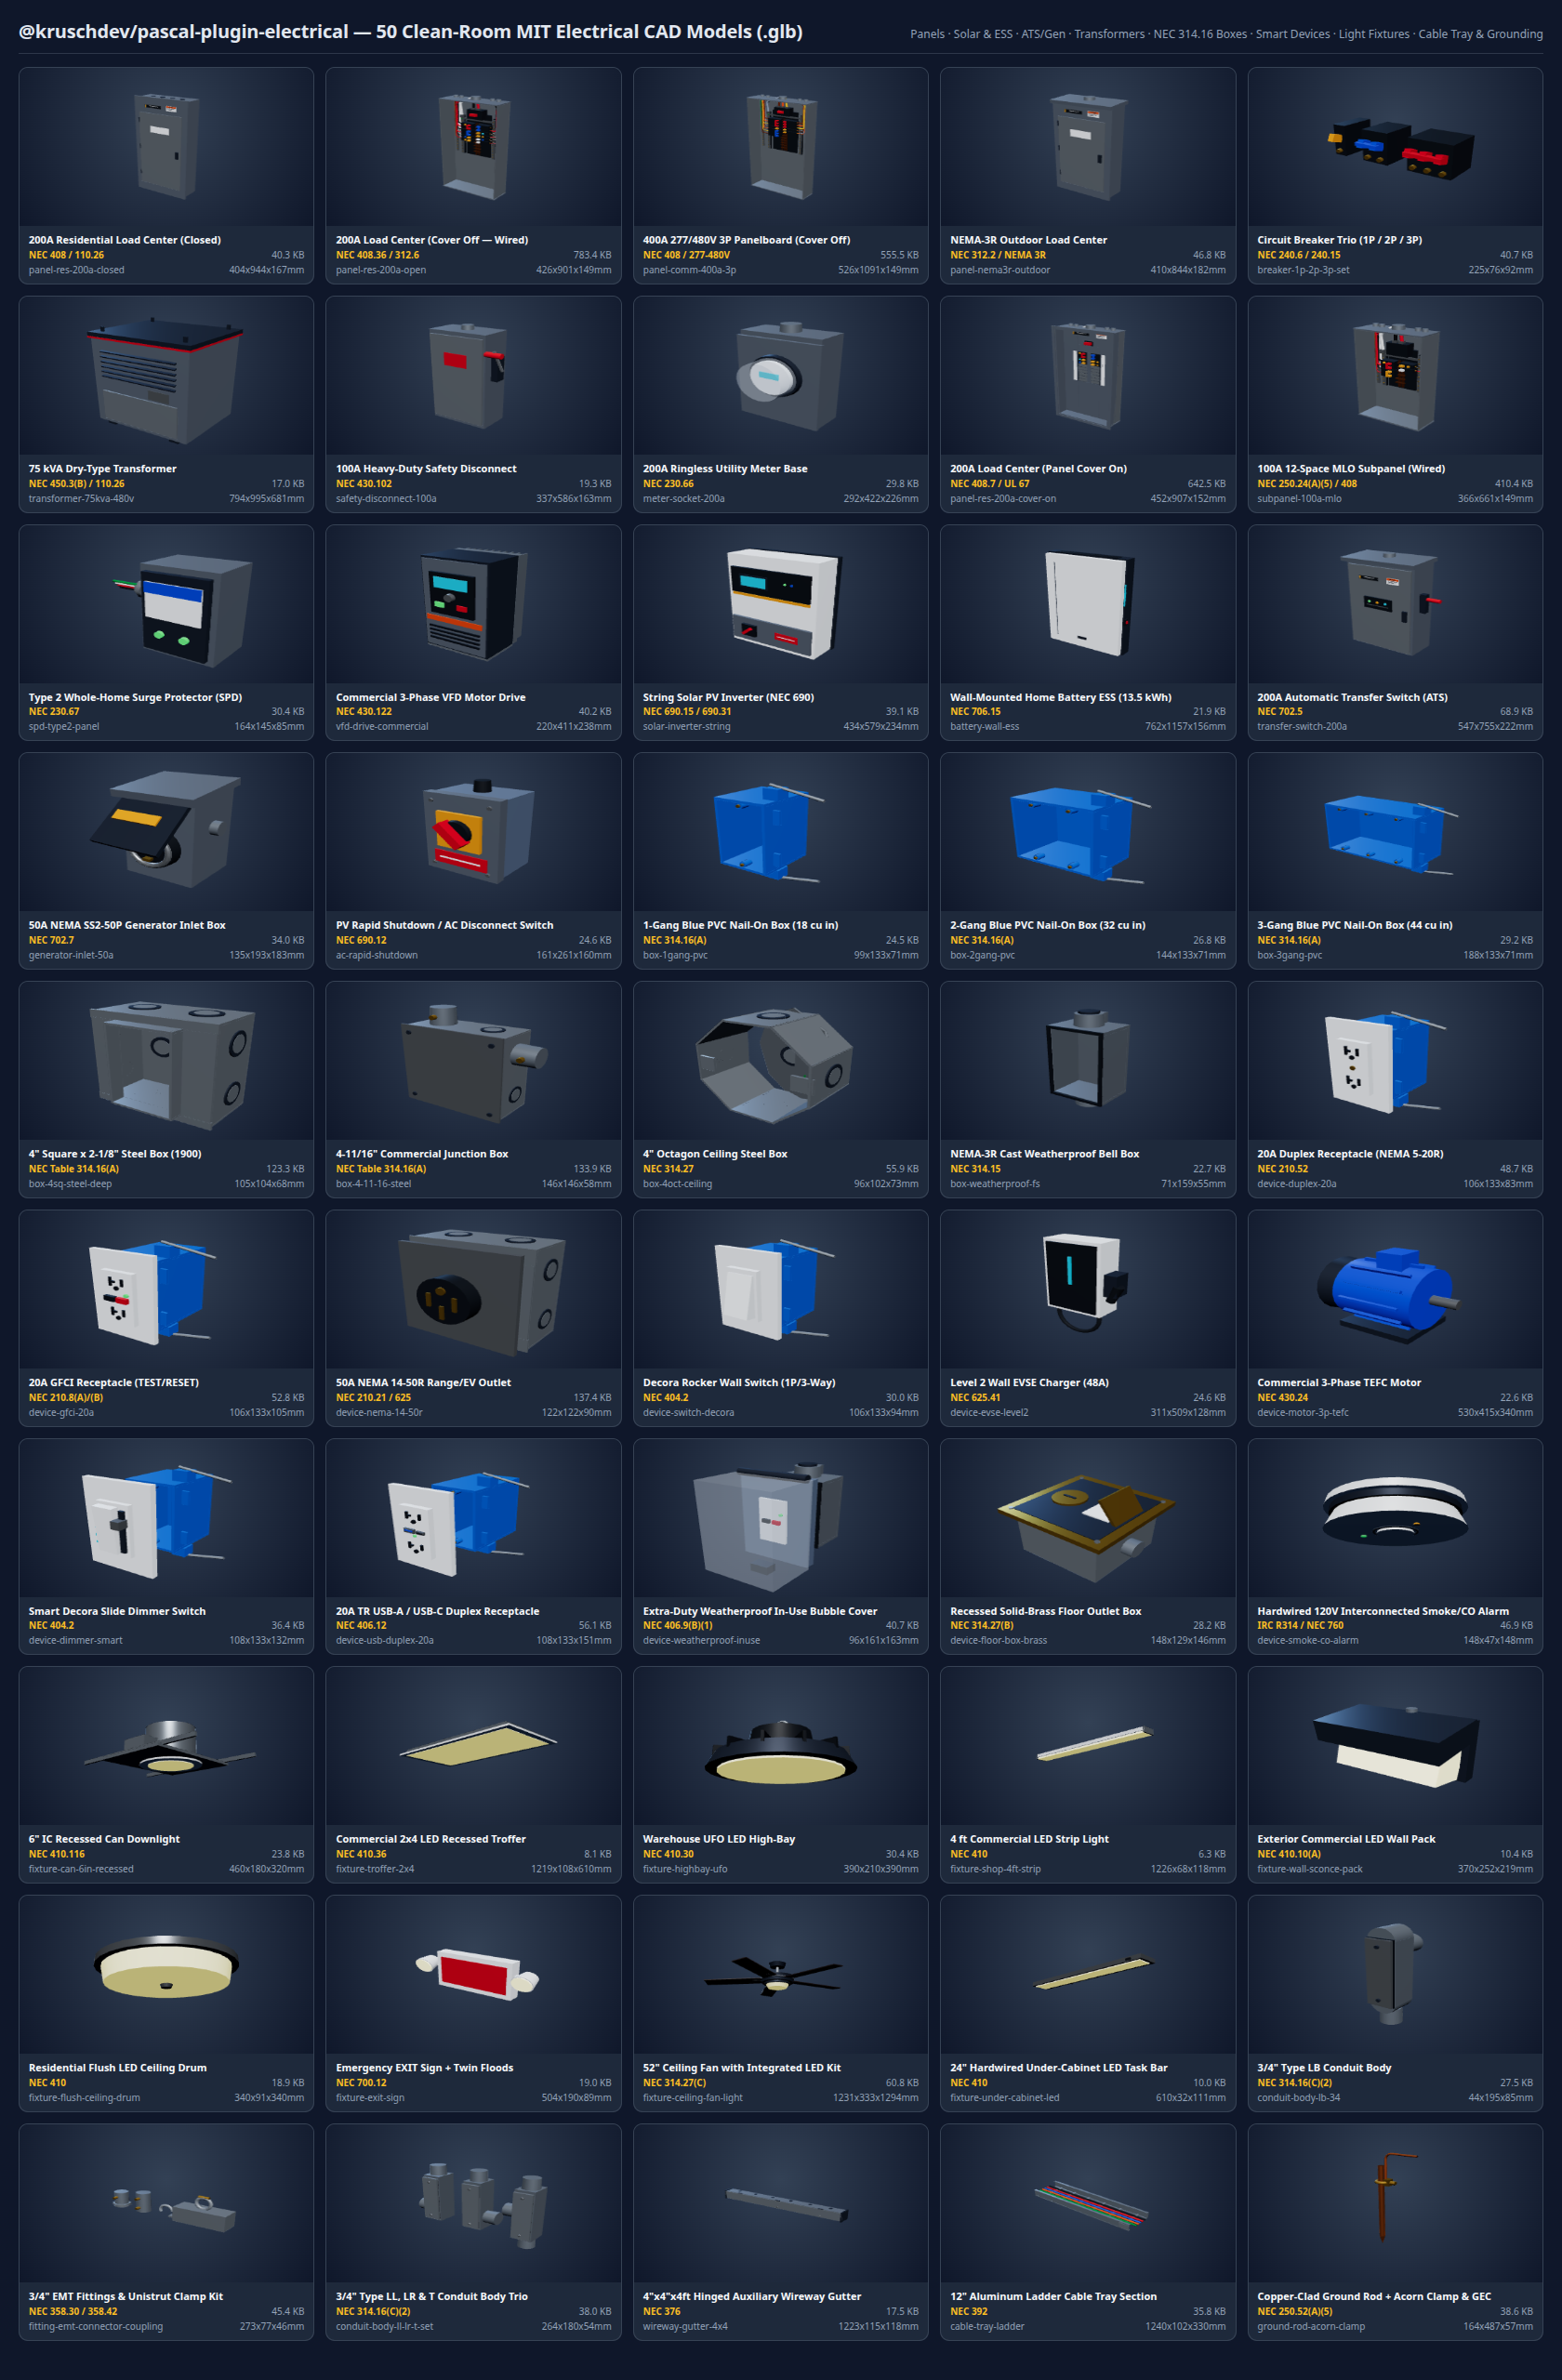 @kruschdev/pascal-plugin-electrical — 50 Clean-Room MIT Electrical CAD Models (.glb)
Panels · Solar & ESS · ATS/Gen · Transformers · NEC 314.16 Boxes · Smart Devices · Light Fixtures · Cable Tray & Grounding
200A Residential Load Center (Closed)
NEC 408 / 110.26 40.3 KB
panel-res-200a-closed 404x944x167mm
200A Load Center (Cover Off — Wired)
NEC 408.36 / 312.6 783.4 KB
panel-res-200a-open 426x901x149mm
400A 277/480V 3P Panelboard (Cover Off)
NEC 408 / 277-480V 555.5 KB
panel-comm-400a-3p 526x1091x149mm
NEMA-3R Outdoor Load Center
NEC 312.2 / NEMA 3R 46.8 KB
panel-nema3r-outdoor 410x844x182mm
Circuit Breaker Trio (1P / 2P / 3P)
NEC 240.6 / 240.15 40.7 KB
breaker-1p-2p-3p-set 225x76x92mm
75 kVA Dry-Type Transformer
NEC 450.3(B) / 110.26 17.0 KB
transformer-75kva-480v 794x995x681mm
100A Heavy-Duty Safety Disconnect
NEC 430.102 19.3 KB
safety-disconnect-100a 337x586x163mm
200A Ringless Utility Meter Base
NEC 230.66 29.8 KB
meter-socket-200a 292x422x226mm
200A Load Center (Panel Cover On)
NEC 408.7 / UL 67 642.5 KB
panel-res-200a-cover-on 452x907x152mm
100A 12-Space MLO Subpanel (Wired)
NEC 250.24(A)(5) / 408 410.4 KB
subpanel-100a-mlo 366x661x149mm
Type 2 Whole-Home Surge Protector (SPD)
NEC 230.67 30.4 KB
spd-type2-panel 164x145x85mm
Commercial 3-Phase VFD Motor Drive
NEC 430.122 40.2 KB
vfd-drive-commercial 220x411x238mm
String Solar PV Inverter (NEC 690)
NEC 690.15 / 690.31 39.1 KB
solar-inverter-string 434x579x234mm
Wall-Mounted Home Battery ESS (13.5 kWh)
NEC 706.15 21.9 KB
battery-wall-ess 762x1157x156mm
200A Automatic Transfer Switch (ATS)
NEC 702.5 68.9 KB
transfer-switch-200a 547x755x222mm
50A NEMA SS2-50P Generator Inlet Box
NEC 702.7 34.0 KB
generator-inlet-50a 135x193x183mm
PV Rapid Shutdown / AC Disconnect Switch
NEC 690.12 24.6 KB
ac-rapid-shutdown 161x261x160mm
1-Gang Blue PVC Nail-On Box (18 cu in)
NEC 314.16(A) 24.5 KB
box-1gang-pvc 99x133x71mm
2-Gang Blue PVC Nail-On Box (32 cu in)
NEC 314.16(A) 26.8 KB
box-2gang-pvc 144x133x71mm
3-Gang Blue PVC Nail-On Box (44 cu in)
NEC 314.16(A) 29.2 KB
box-3gang-pvc 188x133x71mm
4" Square x 2-1/8" Steel Box (1900)
NEC Table 314.16(A) 123.3 KB
box-4sq-steel-deep 105x104x68mm
4-11/16" Commercial Junction Box
NEC Table 314.16(A) 133.9 KB
box-4-11-16-steel 146x146x58mm
4" Octagon Ceiling Steel Box
NEC 314.27 55.9 KB
box-4oct-ceiling 96x102x73mm
NEMA-3R Cast Weatherproof Bell Box
NEC 314.15 22.7 KB
box-weatherproof-fs 71x159x55mm
20A Duplex Receptacle (NEMA 5-20R)
NEC 210.52 48.7 KB
device-duplex-20a 106x133x83mm
20A GFCI Receptacle (TEST/RESET)
NEC 210.8(A)/(B) 52.8 KB
device-gfci-20a 106x133x105mm
50A NEMA 14-50R Range/EV Outlet
NEC 210.21 / 625 137.4 KB
device-nema-14-50r 122x122x90mm
Decora Rocker Wall Switch (1P/3-Way)
NEC 404.2 30.0 KB
device-switch-decora 106x133x94mm
Level 2 Wall EVSE Charger (48A)
NEC 625.41 24.6 KB
device-evse-level2 311x509x128mm
Commercial 3-Phase TEFC Motor
NEC 430.24 22.6 KB
device-motor-3p-tefc 530x415x340mm
Smart Decora Slide Dimmer Switch
NEC 404.2 36.4 KB
device-dimmer-smart 108x133x132mm
20A TR USB-A / USB-C Duplex Receptacle
NEC 406.12 56.1 KB
device-usb-duplex-20a 108x133x151mm
Extra-Duty Weatherproof In-Use Bubble Cover
NEC 406.9(B)(1) 40.7 KB
device-weatherproof-inuse 96x161x163mm
Recessed Solid-Brass Floor Outlet Box
NEC 314.27(B) 28.2 KB
device-floor-box-brass 148x129x146mm
Hardwired 120V Interconnected Smoke/CO Alarm
IRC R314 / NEC 760 46.9 KB
device-smoke-co-alarm 148x47x148mm
6" IC Recessed Can Downlight
NEC 410.116 23.8 KB
fixture-can-6in-recessed 460x180x320mm
Commercial 2x4 LED Recessed Troffer
NEC 410.36 8.1 KB
fixture-troffer-2x4 1219x108x610mm
Warehouse UFO LED High-Bay
NEC 410.30 30.4 KB
fixture-highbay-ufo 390x210x390mm
4 ft Commercial LED Strip Light
NEC 410 6.3 KB
fixture-shop-4ft-strip 1226x68x118mm
Exterior Commercial LED Wall Pack
NEC 410.10(A) 10.4 KB
fixture-wall-sconce-pack 370x252x219mm
Residential Flush LED Ceiling Drum
NEC 410 18.9 KB
fixture-flush-ceiling-drum 340x91x340mm
Emergency EXIT Sign + Twin Floods
NEC 700.12 19.0 KB
fixture-exit-sign 504x190x89mm
52" Ceiling Fan with Integrated LED Kit
NEC 314.27(C) 60.8 KB
fixture-ceiling-fan-light 1231x333x1294mm
24" Hardwired Under-Cabinet LED Task Bar
NEC 410 10.0 KB
fixture-under-cabinet-led 610x32x111mm
3/4" Type LB Conduit Body
NEC 314.16(C)(2) 27.5 KB
conduit-body-lb-34 44x195x85mm
3/4" EMT Fittings & Unistrut Clamp Kit
NEC 358.30 / 358.42 45.4 KB
fitting-emt-connector-coupling 273x77x46mm
3/4" Type LL, LR & T Conduit Body Trio
NEC 314.16(C)(2) 38.0 KB
conduit-body-ll-lr-t-set 264x180x54mm
4"x4"x4ft Hinged Auxiliary Wireway Gutter
NEC 376 17.5 KB
wireway-gutter-4x4 1223x115x118mm
12" Aluminum Ladder Cable Tray Section
NEC 392 35.8 KB
cable-tray-ladder 1240x102x330mm
Copper-Clad Ground Rod + Acorn Clamp & GEC
NEC 250.52(A)(5) 38.6 KB
ground-rod-acorn-clamp 164x487x57mm